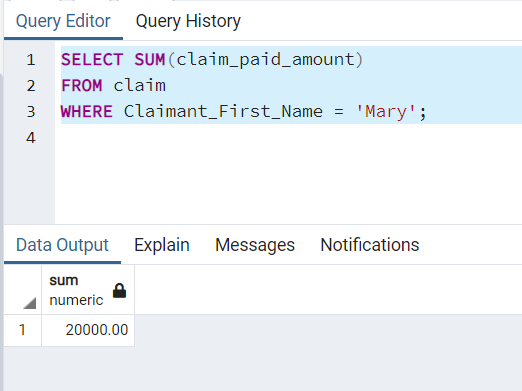 Query Editor Query History
1 SELECT SUM(claim_paid_amount)
2 FROM claim
3 WHERE Claimant_First_Name = 'Mary';
4
Data Output Explain Messages Notifications
sum
numeric
1 20000.00